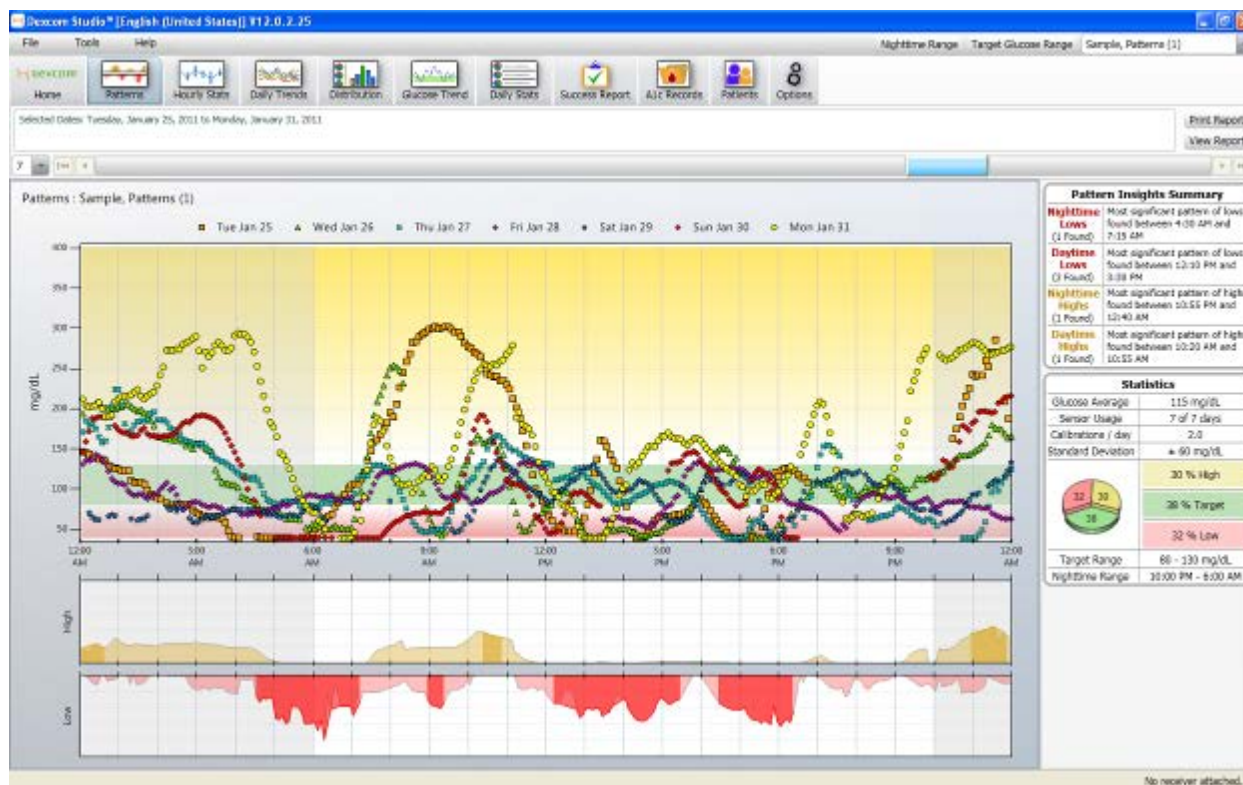 Dexcom Studio™ [English (United States)] V12.0.2.25
File Tools Help Nighttime Range Target Glucose Range Sample, Patterns (1)
DEXCOM
Home Patterns Hourly Stats Daily Trends Distribution Glucose Trend Daily Stats Success Report A1c Records Patients Options
Selected Dates: Tuesday, January 25, 2011 to Monday, January 31, 2011
Print Report
View Report
7
Patterns : Sample, Patterns (1)
Tue Jan 25 Wed Jan 26 Thu Jan 27 Fri Jan 28 Sat Jan 29 Sun Jan 30 Mon Jan 31
mg/dL
400
350
300
250
200
150
100
50
12:00 AM 3:00 AM 6:00 AM 9:00 AM 12:00 PM 3:00 PM 6:00 PM 9:00 PM 12:00 AM
High
Low
Pattern Insights Summary
Nighttime Lows
(1 Found)
Most significant pattern of lows
found between 4:30 AM and
7:15 AM
Daytime Lows
Most significant pattern of lows
found between 12:10 PM and
Nighttime Highs
(1 Found)
Most significant pattern of high
found between 10:55 PM and
12:40 AM
Daytime Highs
(1 Found)
Most significant pattern of high
found between 10:20 AM and
10:55 AM
Statistics
Glucose Average 115 mg/dL
Sensor Usage 7 of 7 days
Calibrations / day 2.0
Standard Deviation ± 60 mg/dL
32 30
38
30 % High
38 % Target
32 % Low
Target Range - 130 mg/dL
Nighttime Range 10:00 PM - 6:00 AM
No receiver attached.